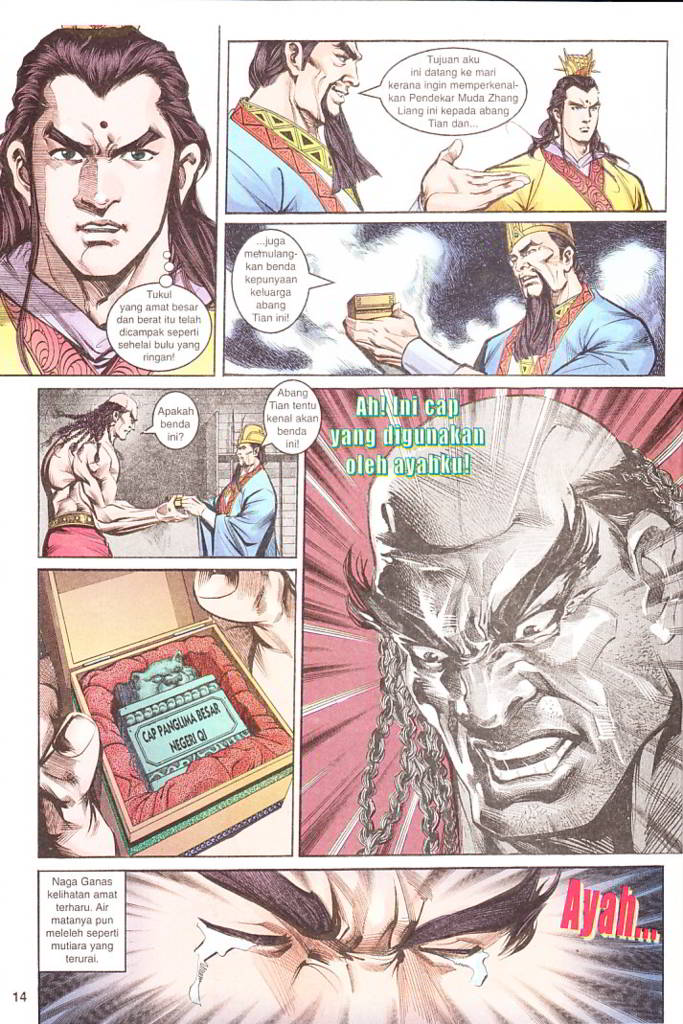 Tukul
yang amat besar
dan berat itu telah
dicampak seperti
sehelai bulu yang
ringan!
Tujuan aku
ini datang ke mari
kerana ingin memperkenal-
kan Pendekar Muda Zhang
Liang ini kepada abang
Tian dan...
...juga
memulang-
kan benda
kepunyaan
keluarga
abang
Tian ini!
Apakah
benda
ini?
Abang
Tian tentu
kenal akan
benda
ini!
Ah! Ini cap
yang digunakan
oleh ayahku!
CAP PANGLIMA BESAR
NEGERI QI
Naga Ganas
kelihatan amat
terharu. Air
matanya pun
meleleh seperti
mutiara yang
terurai.
Ayah...
14